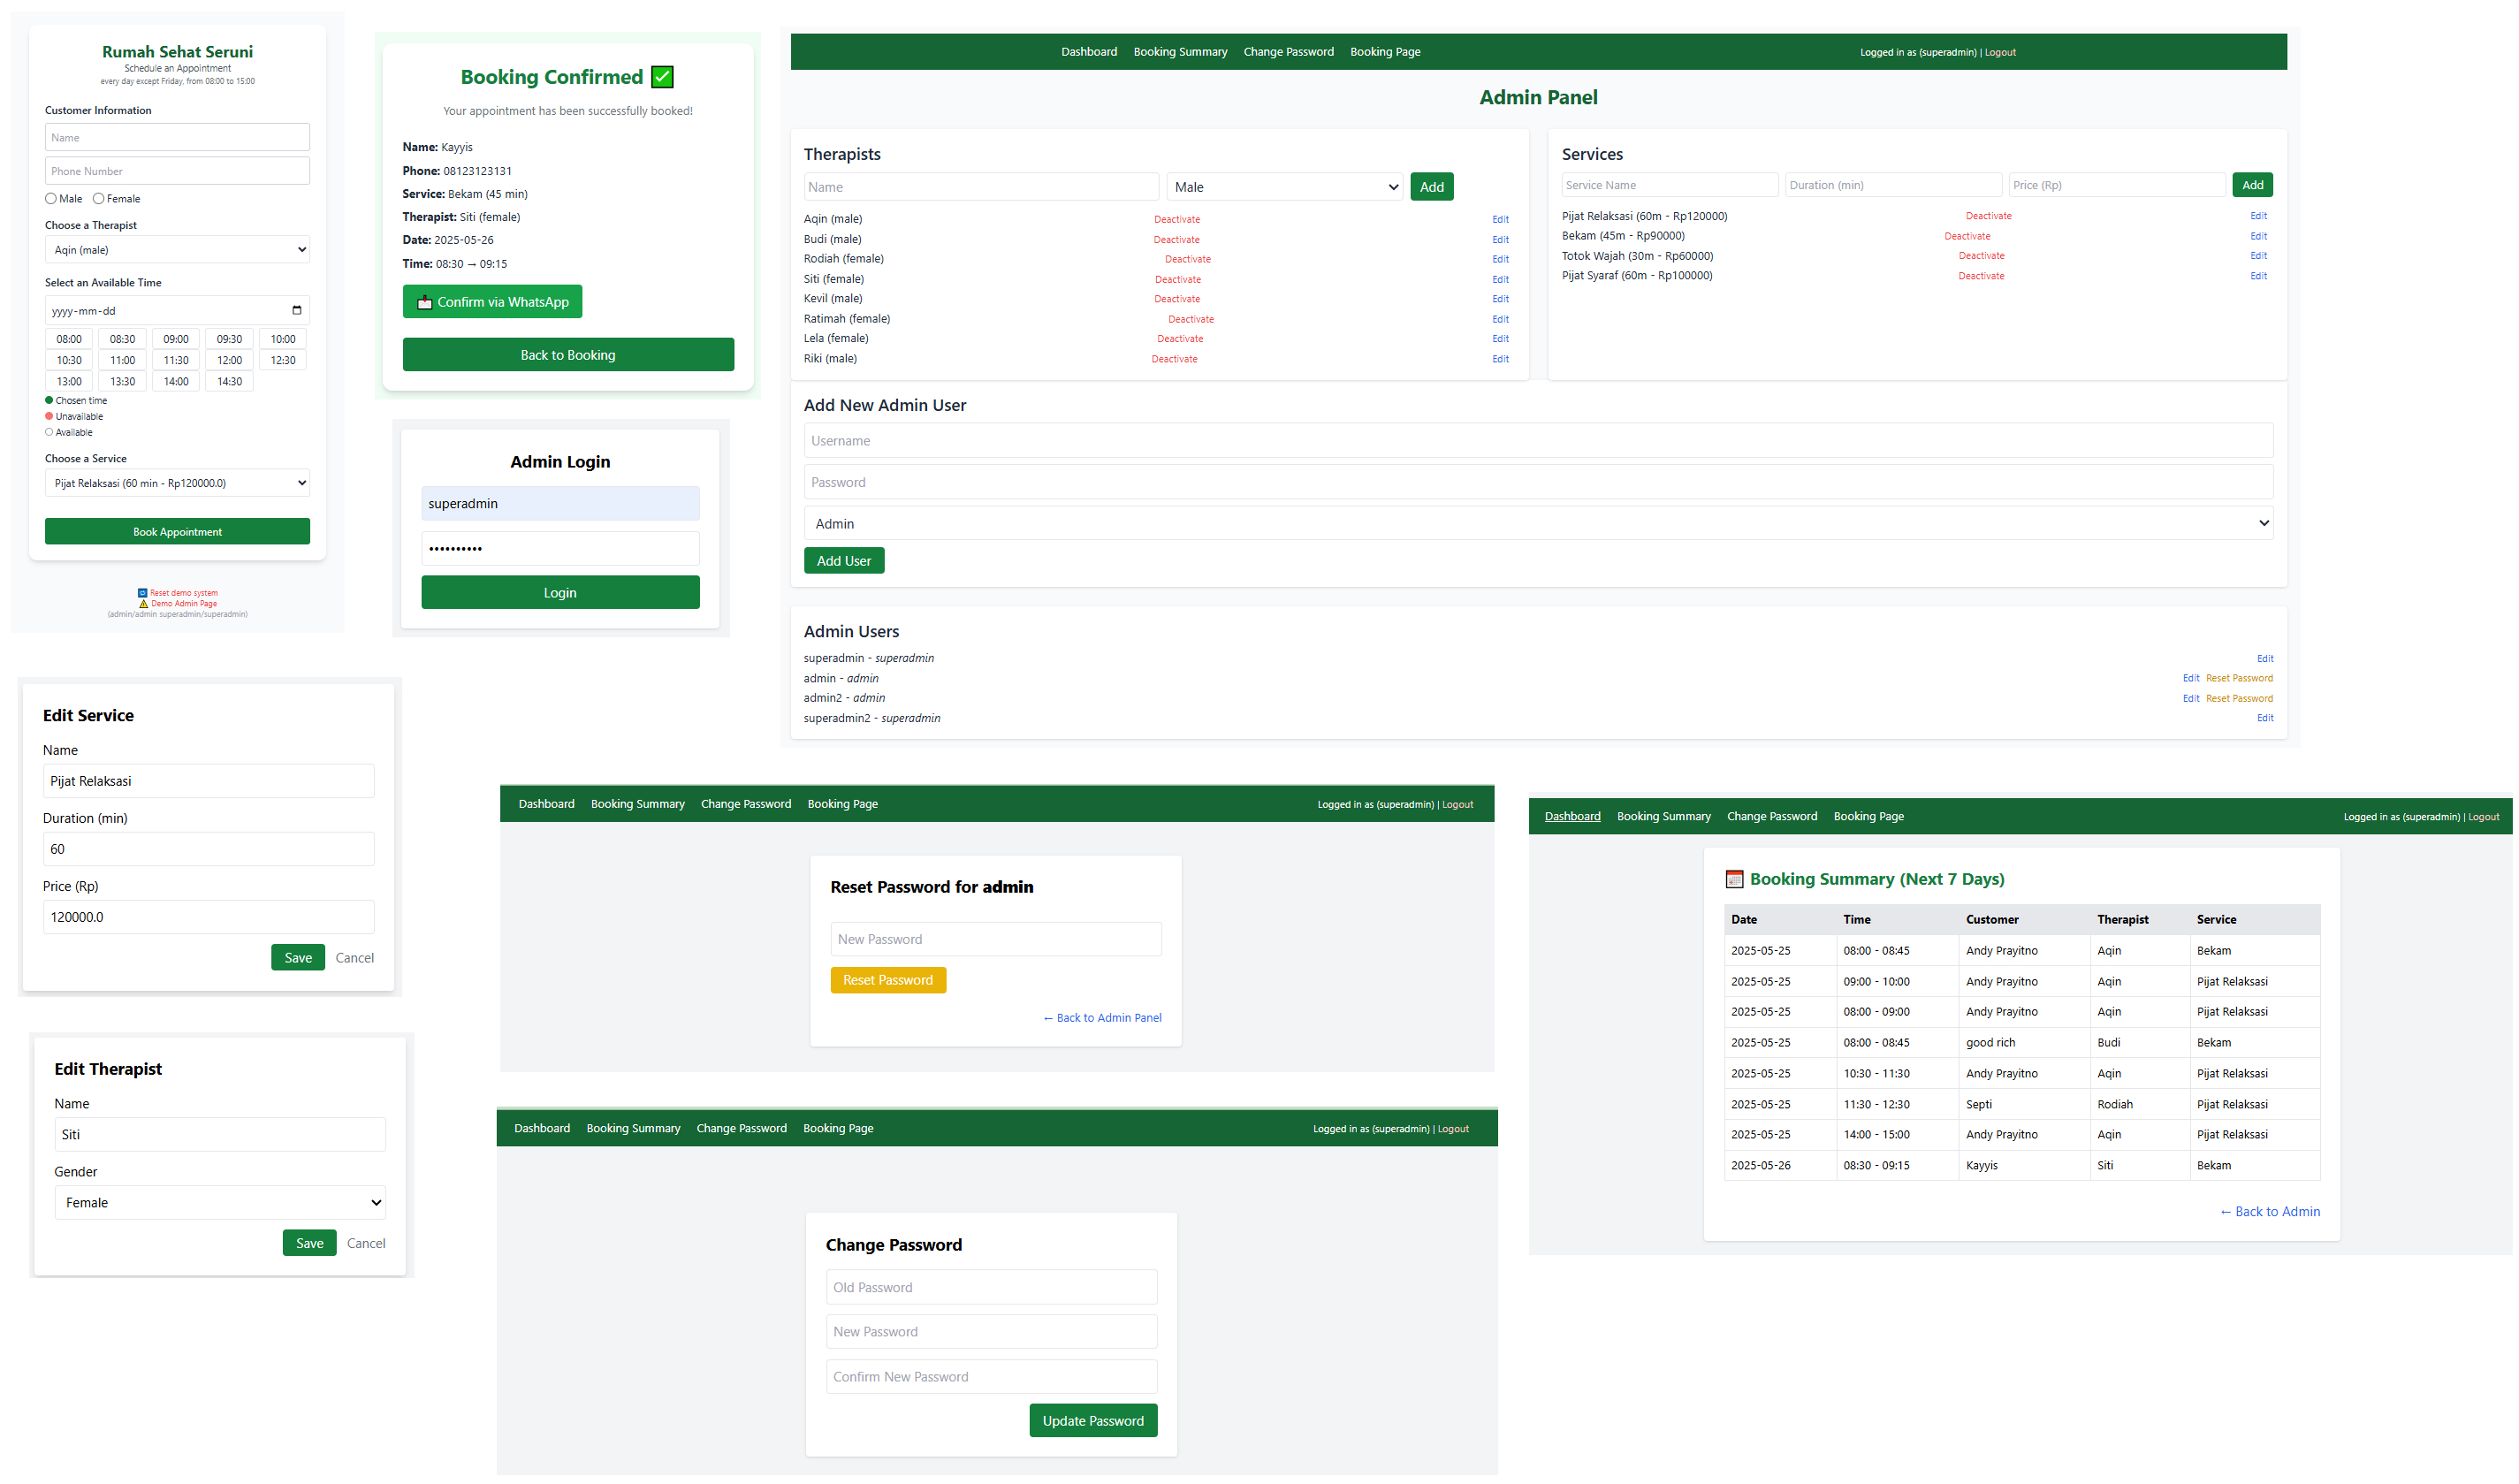 Rumah Sehat Seruni
Schedule an Appointment
every day except Friday, from 08:00 to 15:00
Customer Information
Name
Phone Number
Male Female
Choose a Therapist
Aqin (male)
Select an Available Time
yyyy-mm-dd
08:00 08:30 09:00 09:30 10:00
10:30 11:00 11:30 12:00 12:30
13:00 13:30 14:00 14:30
Chosen time
Unavailable
Available
Choose a Service
Pijat Relaksasi (60 min - Rp120000.0)
Book Appointment
Reset demo system
Demo Admin Page
(admin/admin superadmin/superadmin)
Booking Confirmed ✅
Your appointment has been successfully booked!
Name: Kayyis
Phone: 08123123131
Service: Bekam (45 min)
Therapist: Siti (female)
Date: 2025-05-26
Time: 08:30 → 09:15
Confirm via WhatsApp
Back to Booking
Admin Login
superadmin
••••••••••
Login
Dashboard Booking Summary Change Password Booking Page Logged in as (superadmin) | Logout
Admin Panel
Therapists
Name Male Add
Aqin (male) Deactivate Edit
Budi (male) Deactivate Edit
Rodiah (female) Deactivate Edit
Siti (female) Deactivate Edit
Kevil (male) Deactivate Edit
Ratimah (female) Deactivate Edit
Lela (female) Deactivate Edit
Riki (male) Deactivate Edit
Services
Service Name Duration (min) Price (Rp) Add
Pijat Relaksasi (60m - Rp120000) Deactivate Edit
Bekam (45m - Rp90000) Deactivate Edit
Totok Wajah (30m - Rp60000) Deactivate Edit
Pijat Syaraf (60m - Rp100000) Deactivate Edit
Add New Admin User
Username
Password
Admin
Add User
Admin Users
superadmin - superadmin Edit
admin - admin Edit Reset Password
admin2 - admin Edit Reset Password
superadmin2 - superadmin Edit
Edit Service
Name
Pijat Relaksasi
Duration (min)
60
Price (Rp)
120000.0
Save Cancel
Edit Therapist
Name
Siti
Gender
Female
Save Cancel
Dashboard Booking Summary Change Password Booking Page Logged in as (superadmin) | Logout
Reset Password for admin
New Password
Reset Password
← Back to Admin Panel
Dashboard Booking Summary Change Password Booking Page Logged in as (superadmin) | Logout
Change Password
Old Password
New Password
Confirm New Password
Update Password
Dashboard Booking Summary Change Password Booking Page Logged in as (superadmin) | Logout
Booking Summary (Next 7 Days)
Date Time Customer Therapist Service
2025-05-25 08:00 - 08:45 Andy Prayitno Aqin Bekam
2025-05-25 09:00 - 10:00 Andy Prayitno Aqin Pijat Relaksasi
2025-05-25 08:00 - 09:00 Andy Prayitno Aqin Pijat Relaksasi
2025-05-25 08:00 - 08:45 good rich Budi Bekam
2025-05-25 10:30 - 11:30 Andy Prayitno Aqin Pijat Relaksasi
2025-05-25 11:30 - 12:30 Septi Rodiah Pijat Relaksasi
2025-05-25 14:00 - 15:00 Andy Prayitno Aqin Pijat Relaksasi
2025-05-26 08:30 - 09:15 Kayyis Siti Bekam
← Back to Admin